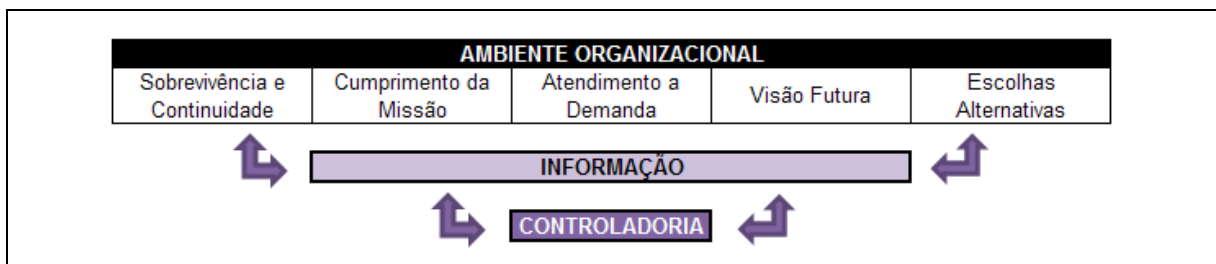 AMBIENTE ORGANIZACIONAL
Sobrevivência e
Continuidade
Cumprimento da
Missão
Atendimento a
Demanda
Visão Futura
Escolhas
Alternativas
INFORMAÇÃO
CONTROLADORIA